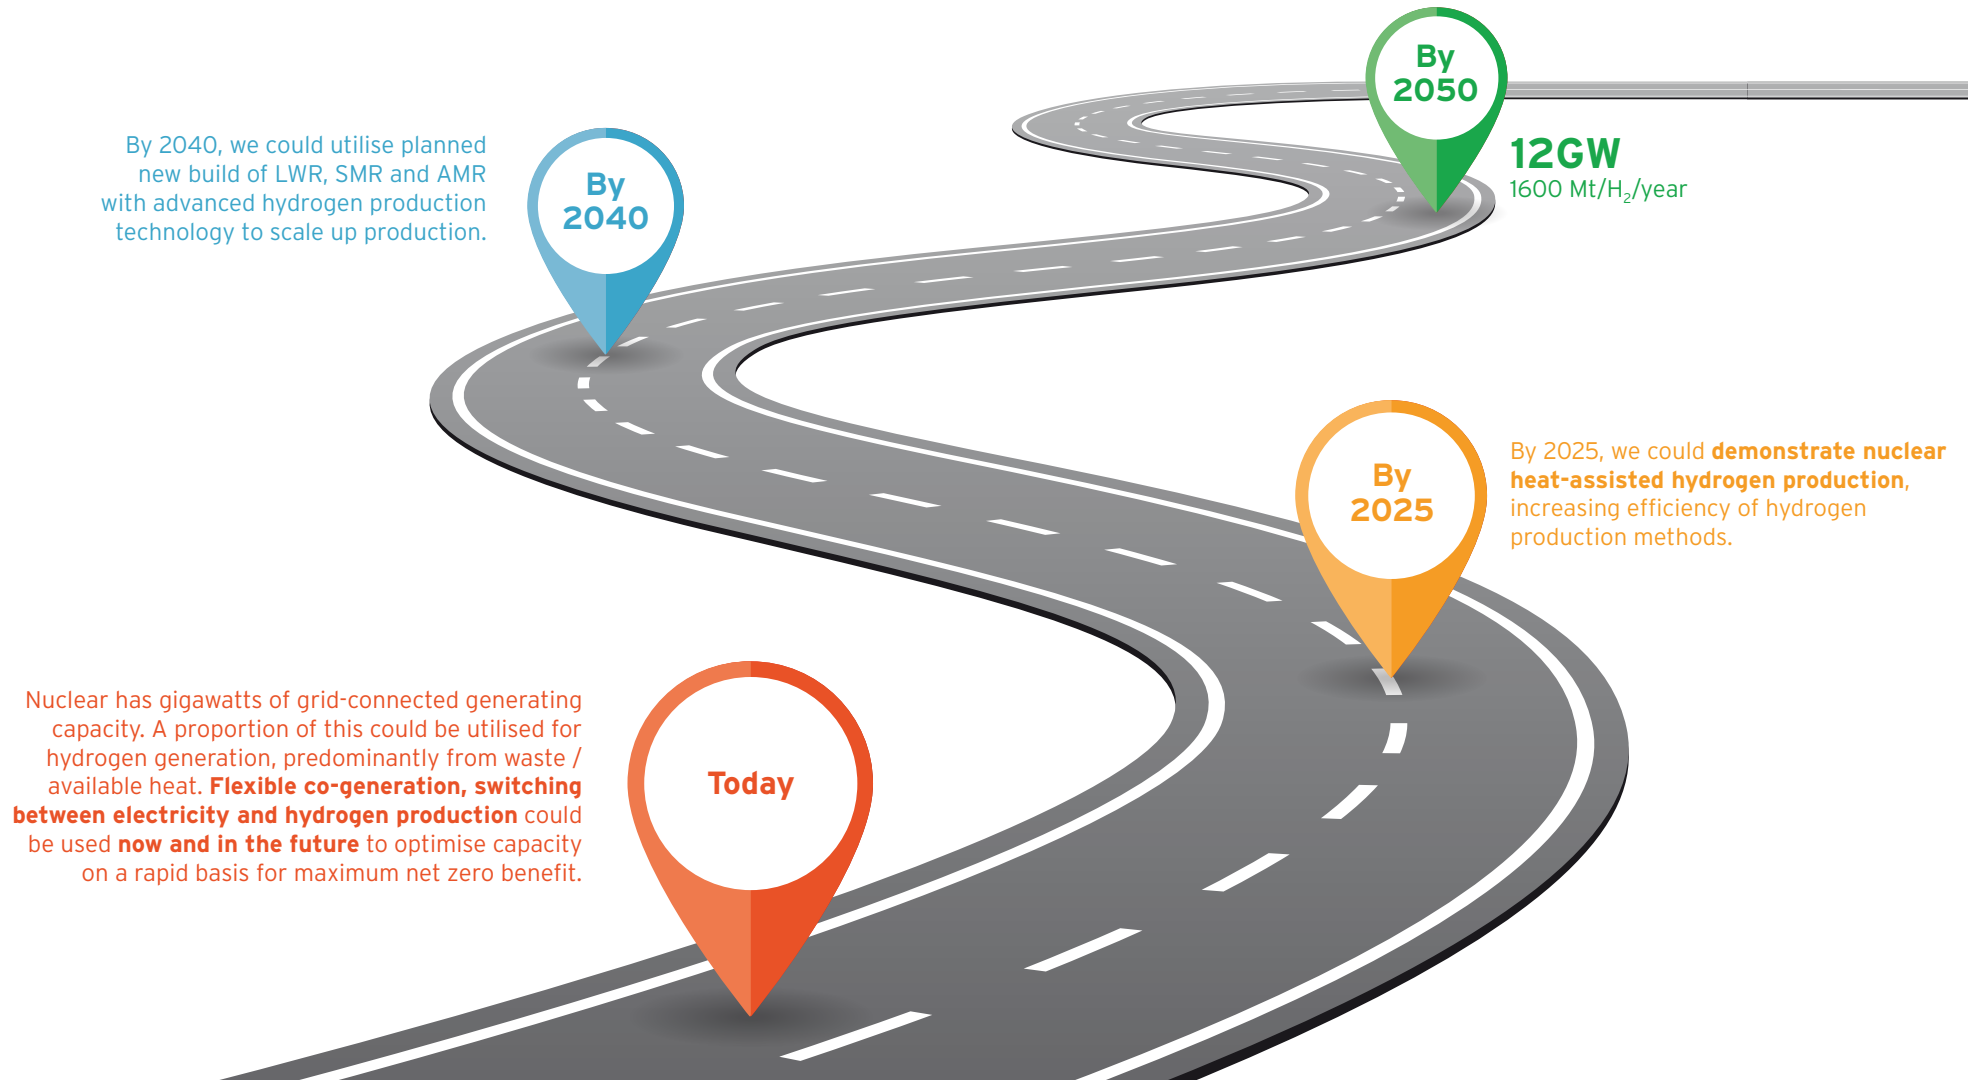 By
2050
12GW
1600 Mt/H₂/year
By 2040, we could utilise planned
new build of LWR, SMR and AMR
with advanced hydrogen production
technology to scale up production.
By
2040
By
2025
By 2025, we could demonstrate nuclear
heat-assisted hydrogen production,
increasing efficiency of hydrogen
production methods.
Nuclear has gigawatts of grid-connected generating
capacity. A proportion of this could be utilised for
hydrogen generation, predominantly from waste /
available heat. Flexible co-generation, switching
between electricity and hydrogen production could
be used now and in the future to optimise capacity
on a rapid basis for maximum net zero benefit.
Today